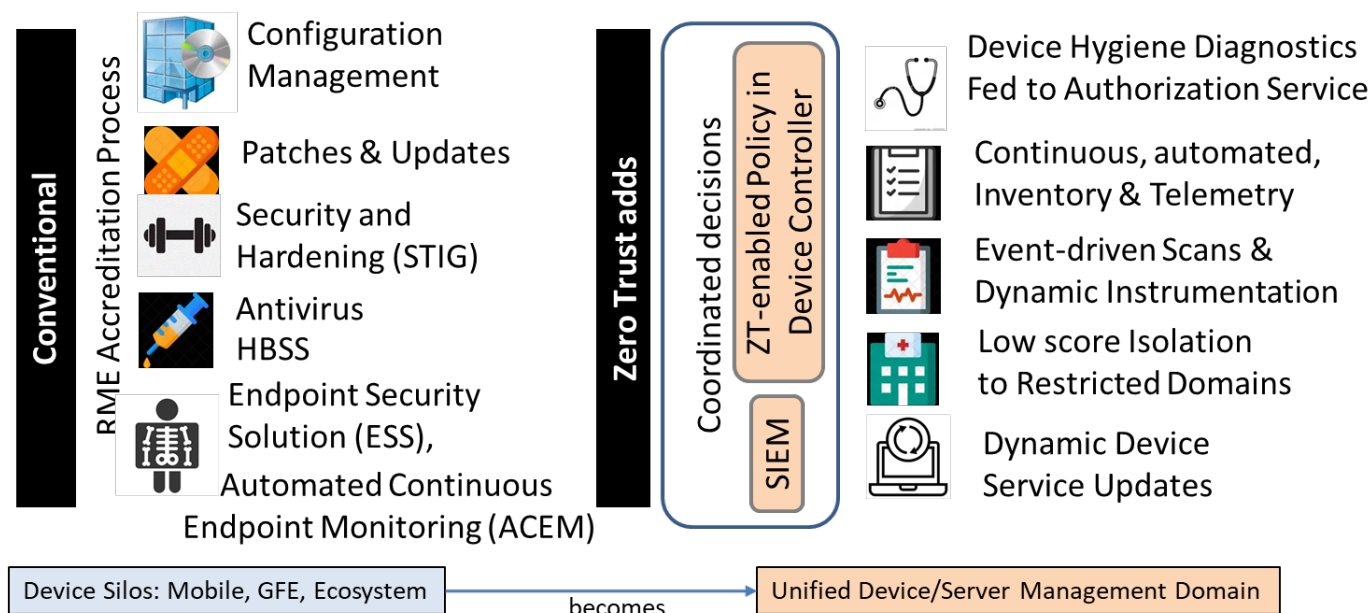 Conventional
RME Accreditation Process
Configuration
Management
Patches & Updates
Security and
Hardening (STIG)
Antivirus
HBSS
Endpoint Security
Solution (ESS),
Automated Continuous
Endpoint Monitoring (ACEM)
Zero Trust adds
Coordinated decisions
ZT-enabled Policy in
Device Controller
SIEM
Device Hygiene Diagnostics
Fed to Authorization Service
Continuous, automated,
Inventory & Telemetry
Event-driven Scans &
Dynamic Instrumentation
Low score Isolation
to Restricted Domains
Dynamic Device
Service Updates
Device Silos: Mobile, GFE, Ecosystem
becomes
Unified Device/Server Management Domain